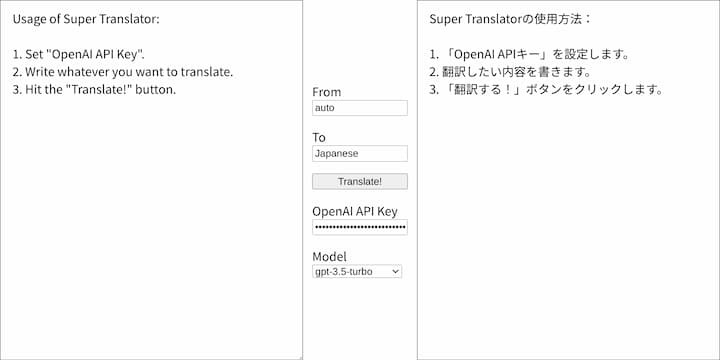 Usage of Super Translator:
1. Set "OpenAI API Key".
2. Write whatever you want to translate.
3. Hit the "Translate!" button.
From
auto
To
Japanese
Translate!
OpenAI API Key
••••••••••••••••••••••••••
Model
gpt-3.5-turbo
Super Translatorの使用方法：
1. 「OpenAI APIキー」を設定します。
2. 翻訳したい内容を書きます。
3. 「翻訳する！」ボタンをクリックします。